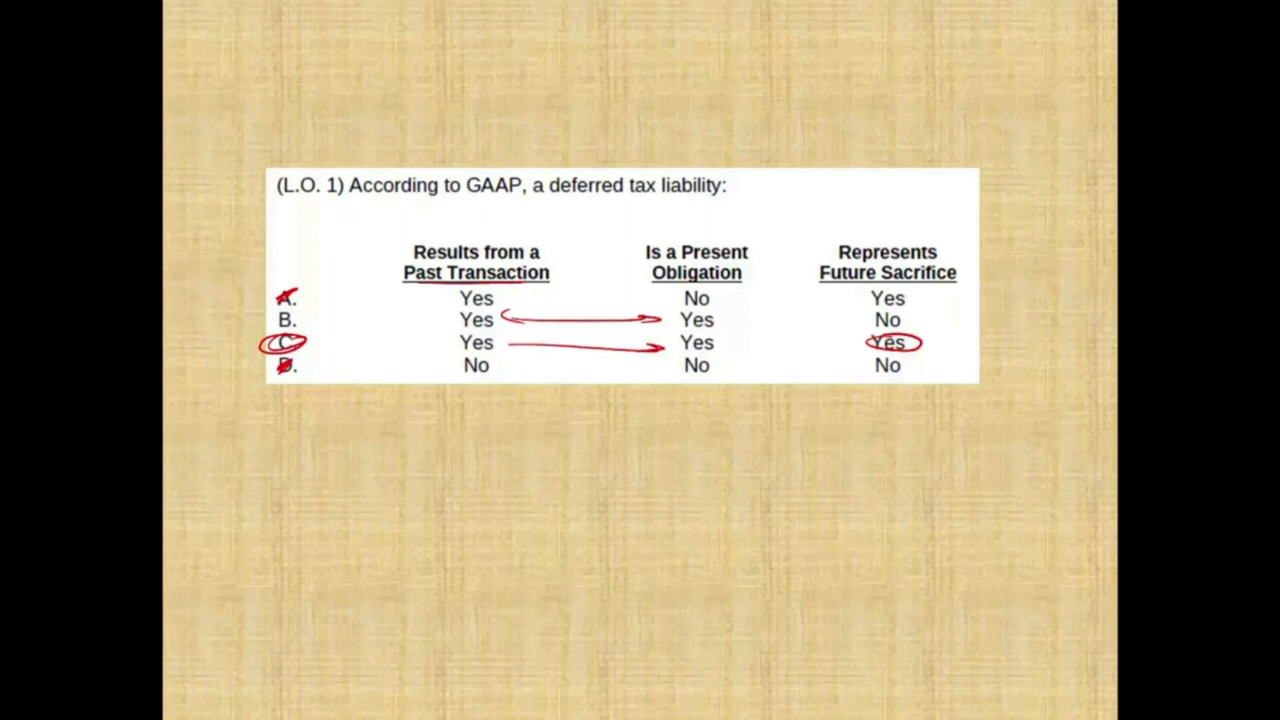 (L.O. 1) According to GAAP, a deferred tax liability:
Results from a Is a Present Represents
Past Transaction Obligation Future Sacrifice
A. Yes No Yes
B. Yes Yes No
C. Yes Yes Yes
D. No No No